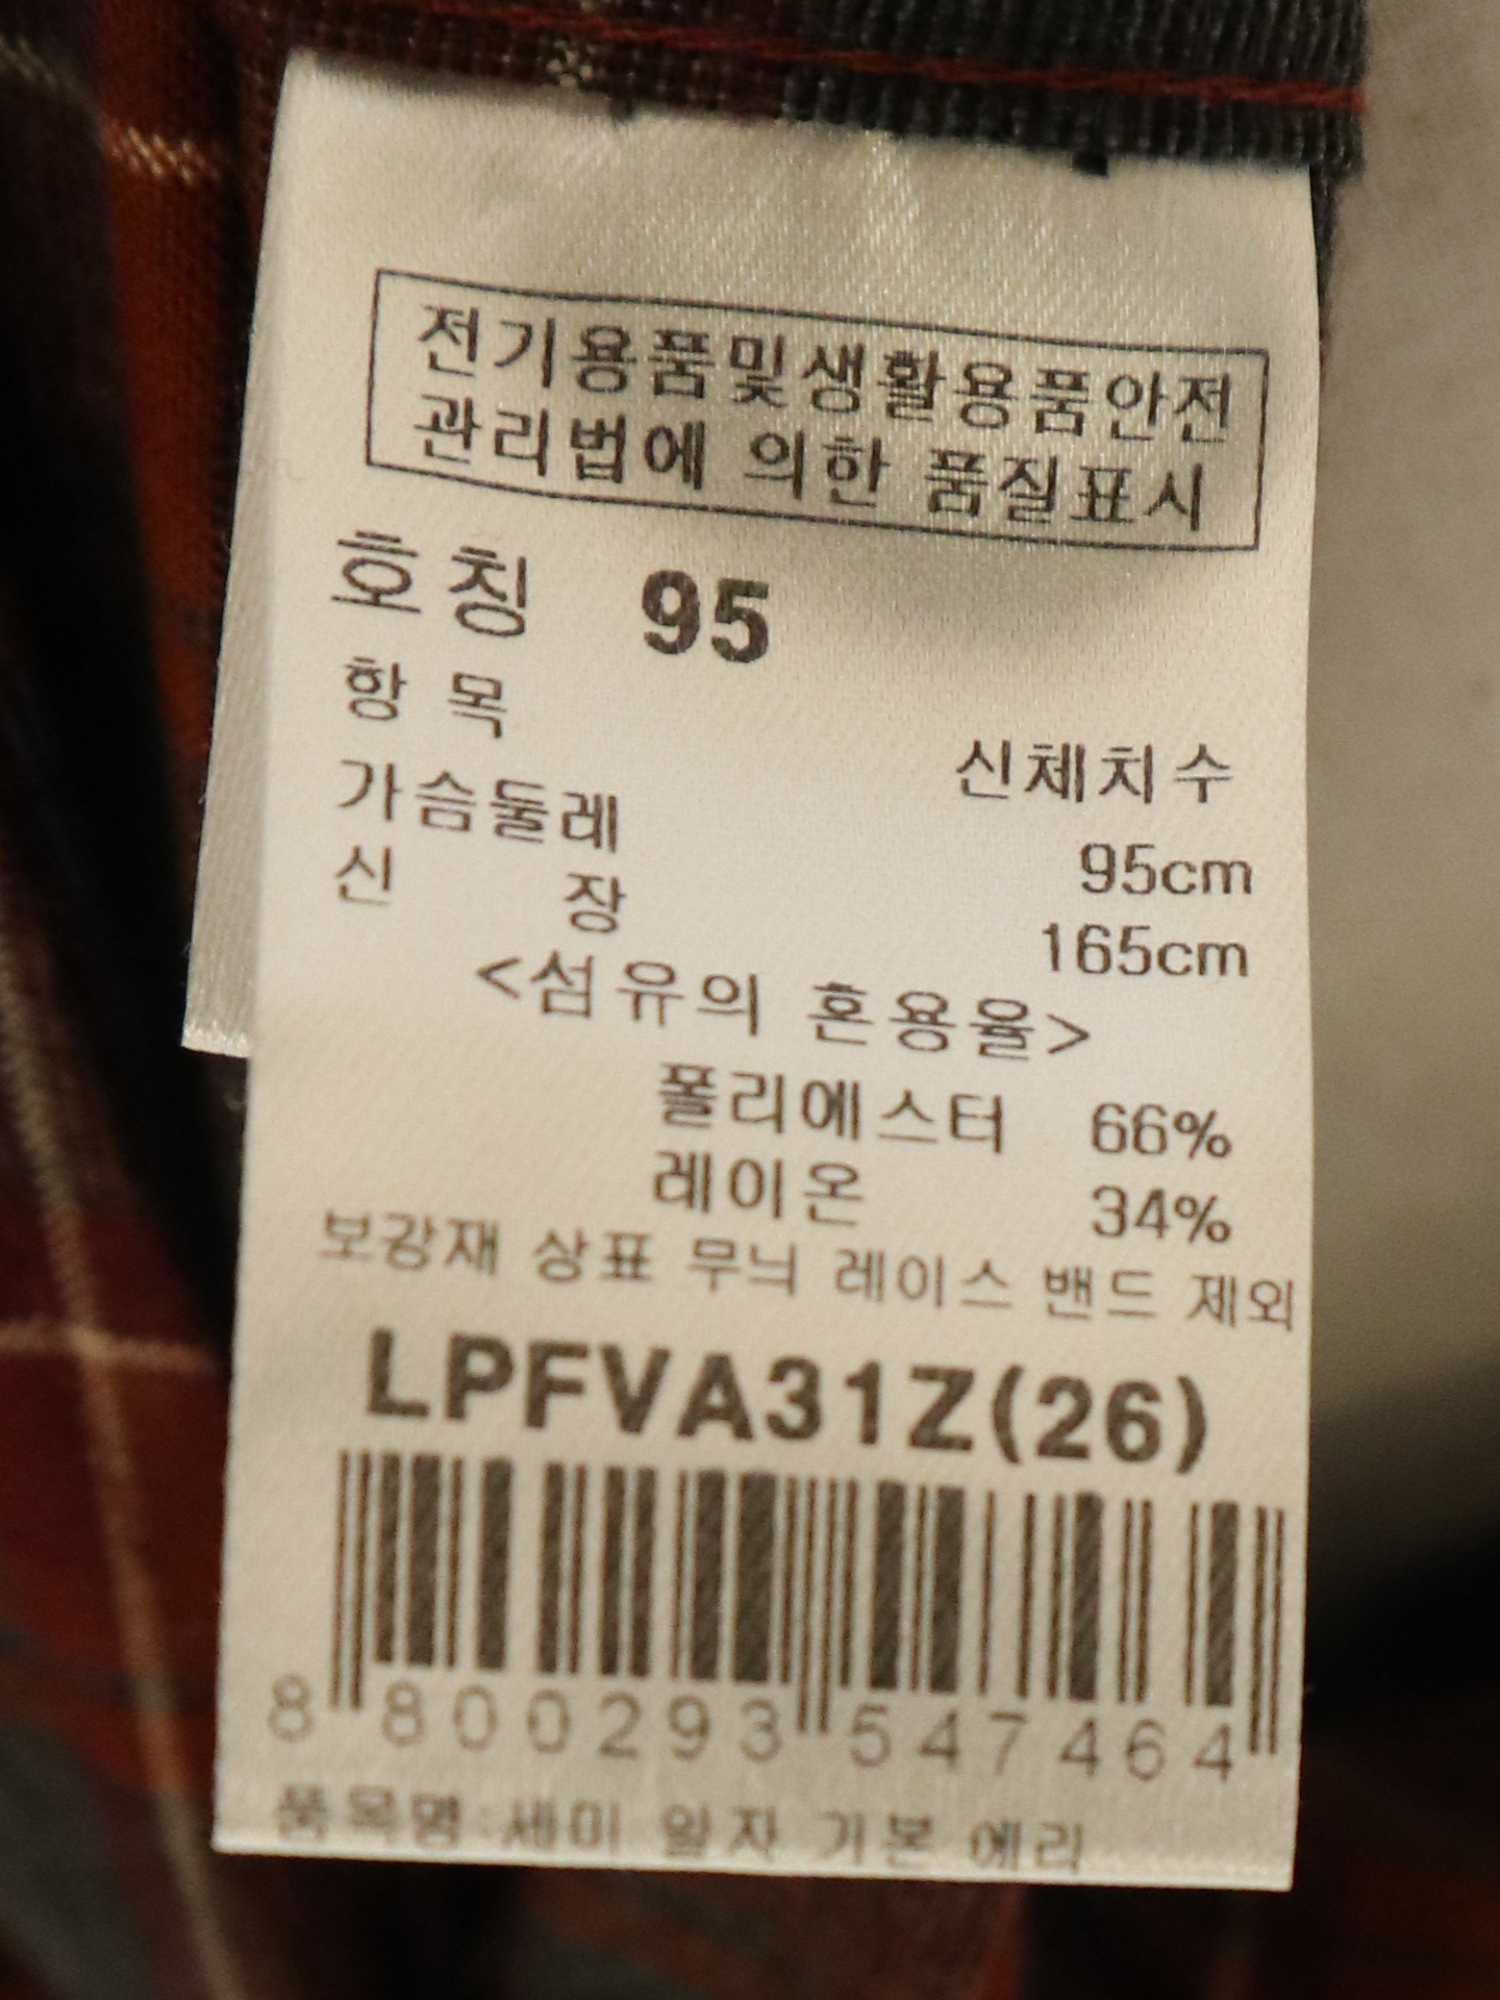 전기용품및생활용품안전
관리법에 의한 품질표시
호칭 95
항목 신체치수
가슴둘레 95cm
신 장 165cm
<섬유의 혼용율>
폴리에스터 66%
레이온 34%
보강재 상표 무늬 레이스 밴드 제외
LPFVA31Z(26)
8 800293 547464
품목명:세미 일자 기본 에리